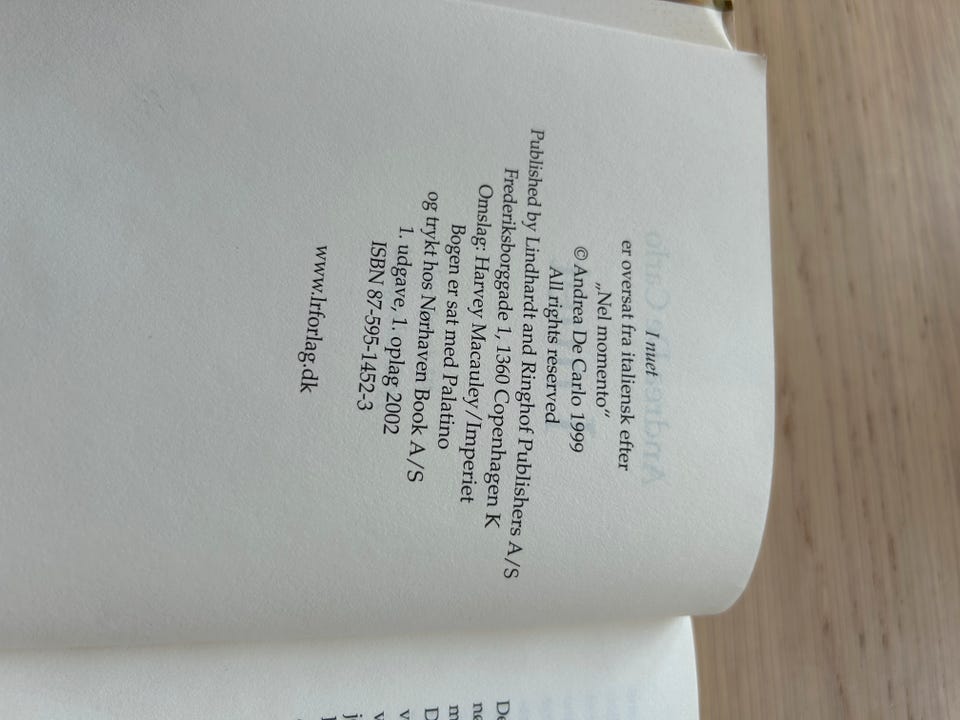 I nuet
er oversat fra italiensk efter
„Nel momento“
© Andrea De Carlo 1999
All rights reserved
Published by Lindhardt and Ringhof Publishers A/S
Frederiksborggade 1, 1360 Copenhagen K
Omslag: Harvey Macauley/Imperiet
Bogen er sat med Palatino
og trykt hos Nørhaven Book A/S
1. udgave, 1. oplag 2002
ISBN 87-595-1452-3
www.lrforlag.dk